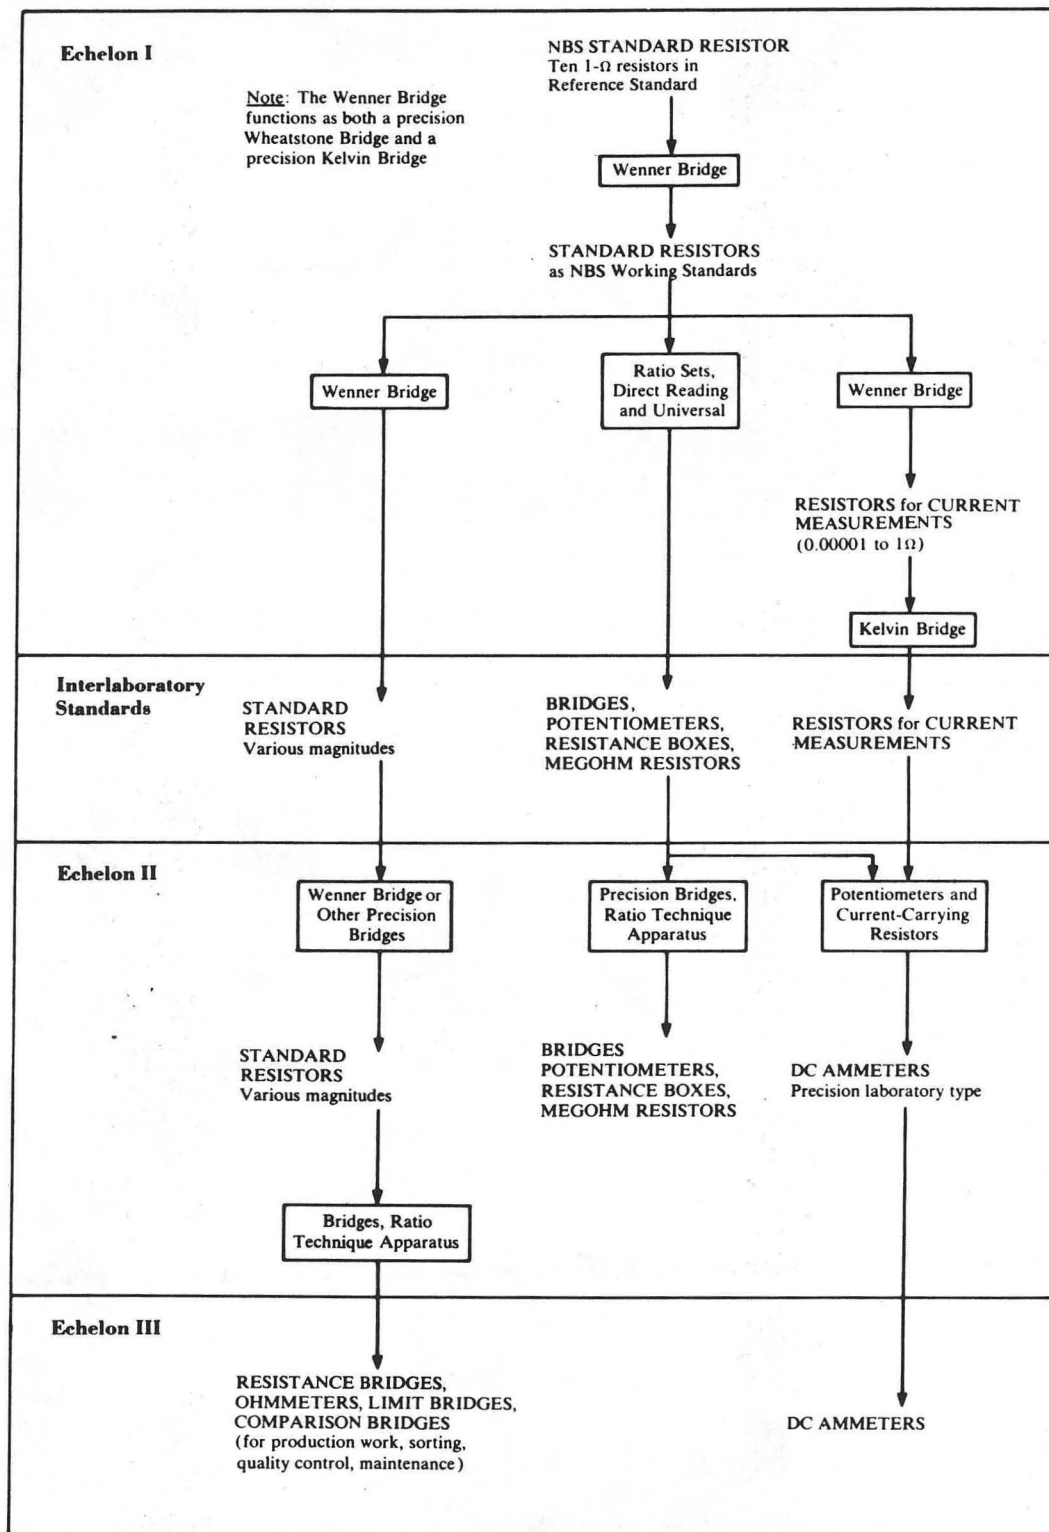 Echelon I
NBS STANDARD RESISTOR
Ten 1-Ω resistors in
Reference Standard
Note: The Wenner Bridge
functions as both a precision
Wheatstone Bridge and a
precision Kelvin Bridge
Wenner Bridge
STANDARD RESISTORS
as NBS Working Standards
Wenner Bridge
Ratio Sets,
Direct Reading
and Universal
Wenner Bridge
RESISTORS for CURRENT
MEASUREMENTS
(0.00001 to 1Ω)
Kelvin Bridge
Interlaboratory
Standards
STANDARD
RESISTORS
Various magnitudes
BRIDGES,
POTENTIOMETERS,
RESISTANCE BOXES,
MEGOHM RESISTORS
RESISTORS for CURRENT
MEASUREMENTS
Echelon II
Wenner Bridge or
Other Precision
Bridges
Precision Bridges,
Ratio Technique
Apparatus
Potentiometers and
Current-Carrying
Resistors
STANDARD
RESISTORS
Various magnitudes
BRIDGES
POTENTIOMETERS,
RESISTANCE BOXES,
MEGOHM RESISTORS
DC AMMETERS
Precision laboratory type
Bridges, Ratio
Technique Apparatus
Echelon III
RESISTANCE BRIDGES,
OHMMETERS, LIMIT BRIDGES,
COMPARISON BRIDGES
(for production work, sorting,
quality control, maintenance)
DC AMMETERS